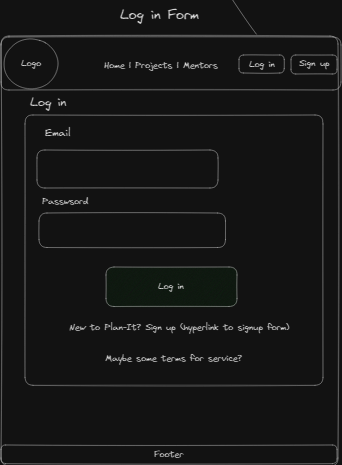 Log in Form
Logo
Home | Projects | Mentors
Log in
Sign up
Log in
Email
Passwsord
Log in
New to Plan-It? Sign up (hyperlink to signup form)
Maybe some terms for service?
Footer